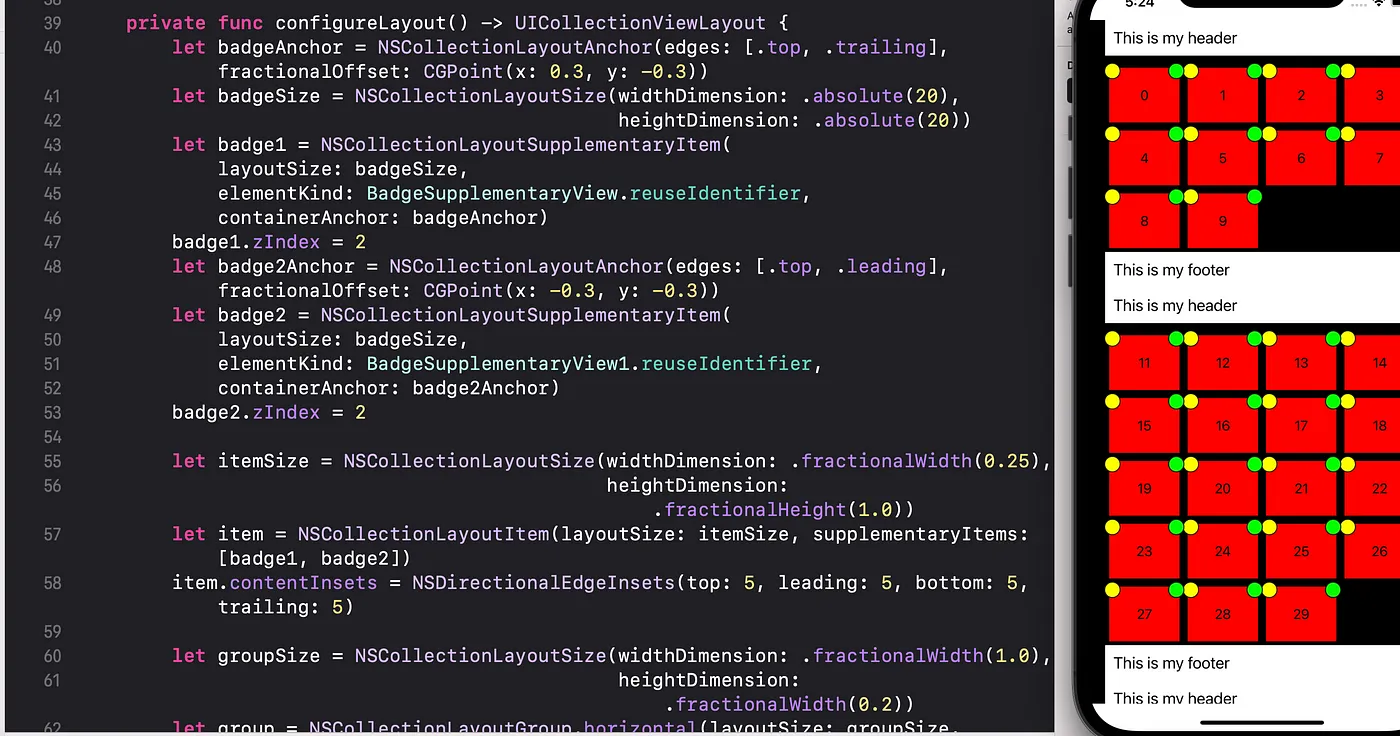 38
39 private func configureLayout() -> UICollectionViewLayout {
40 let badgeAnchor = NSCollectionLayoutAnchor(edges: [.top, .trailing],
fractionalOffset: CGPoint(x: 0.3, y: -0.3))
41 let badgeSize = NSCollectionLayoutSize(widthDimension: .absolute(20),
42 heightDimension: .absolute(20))
43 let badge1 = NSCollectionLayoutSupplementaryItem(
44 layoutSize: badgeSize,
45 elementKind: BadgeSupplementaryView.reuseIdentifier,
46 containerAnchor: badgeAnchor)
47 badge1.zIndex = 2
48 let badge2Anchor = NSCollectionLayoutAnchor(edges: [.top, .leading],
fractionalOffset: CGPoint(x: -0.3, y: -0.3))
49 let badge2 = NSCollectionLayoutSupplementaryItem(
50 layoutSize: badgeSize,
51 elementKind: BadgeSupplementaryView1.reuseIdentifier,
52 containerAnchor: badge2Anchor)
53 badge2.zIndex = 2
54
55 let itemSize = NSCollectionLayoutSize(widthDimension: .fractionalWidth(0.25),
56 heightDimension:
.fractionalHeight(1.0))
57 let item = NSCollectionLayoutItem(layoutSize: itemSize, supplementaryItems:
[badge1, badge2])
58 item.contentInsets = NSDirectionalEdgeInsets(top: 5, leading: 5, bottom: 5,
trailing: 5)
59
60 let groupSize = NSCollectionLayoutSize(widthDimension: .fractionalWidth(1.0),
61 heightDimension:
.fractionalWidth(0.2))
62 let group = NSCollectionLayoutGroup.horizontal(layoutSize: groupSize,
5:24
This is my header
0 1 2 3
4 5 6 7
8 9
This is my footer
This is my header
11 12 13 14
15 16 17 18
19 20 21 22
23 24 25 26
27 28 29
This is my footer
This is my header